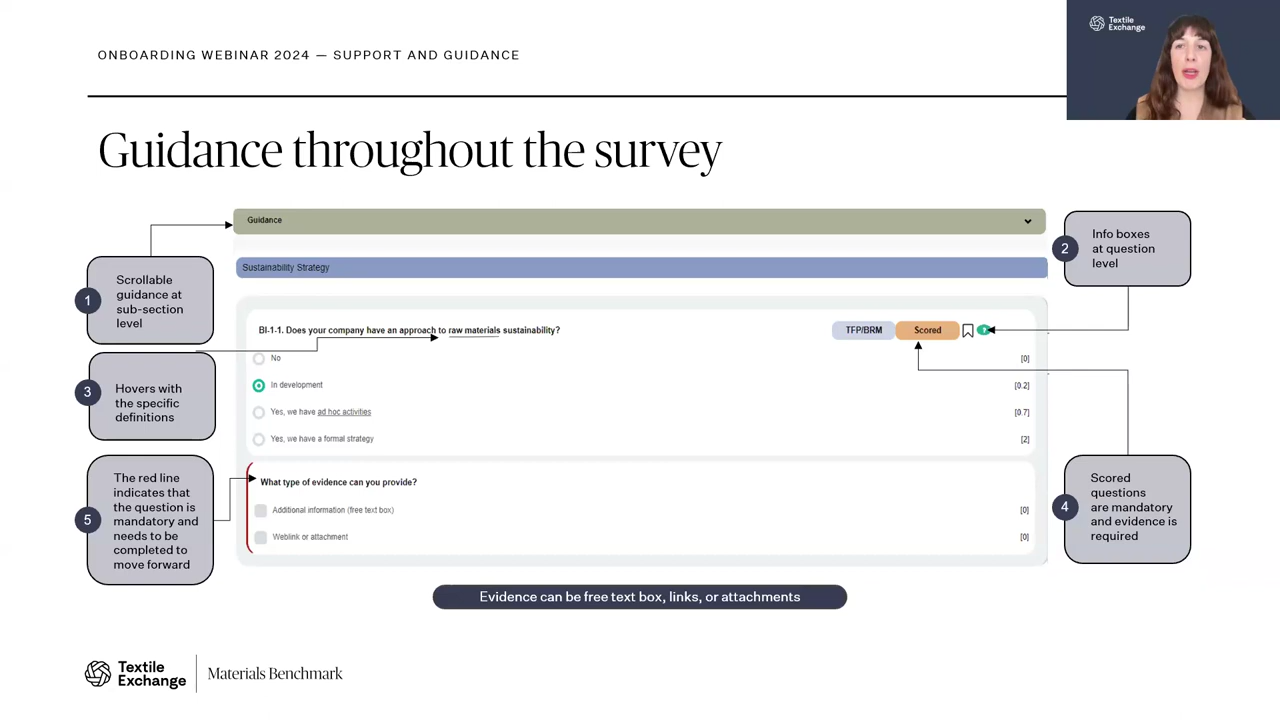 ONBOARDING WEBINAR 2024 — SUPPORT AND GUIDANCE
Textile
Exchange
Guidance throughout the survey
Guidance
Sustainability Strategy
1
Scrollable
guidance at
sub-section
level
2
Info boxes
at question
level
BI-1-1. Does your company have an approach to raw materials sustainability?
TFP/BRM
Scored
No
[0]
In development
[0.2]
Yes, we have ad hoc activities
[0.7]
Yes, we have a formal strategy
[2]
3
Hovers with
the specific
definitions
What type of evidence can you provide?
Additional information (free text box)
[0]
Weblink or attachment
[0]
5
The red line
indicates that
the question is
mandatory and
needs to be
completed to
move forward
4
Scored
questions
are mandatory
and evidence is
required
Evidence can be free text box, links, or attachments
Textile
Exchange
Materials Benchmark